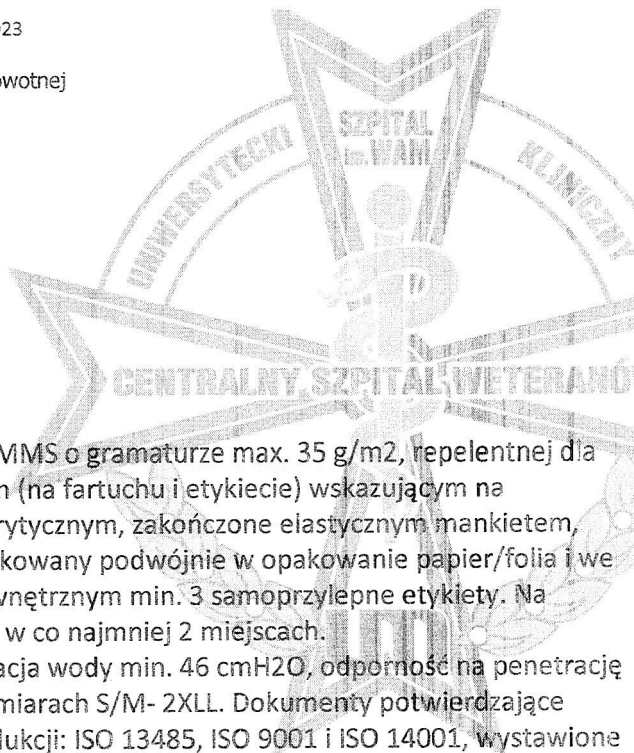 023
owotnej
UNIWERSYTECKI
SZPITAL
im. WAM
KLINICZNY
CENTRALNY SZPITAL WETERANÓ
MMS o gramaturze max. 35 g/m2, repelentnej dla
(na fartuchu i etykiecie) wskazującym na
rytycznym, zakończone elastycznym mankietem,
kowany podwójnie w opakowanie papier/folia i we
wnętrznym min. 3 samoprzylepne etykiety. Na
w co najmniej 2 miejscach.
acja wody min. 46 cmH2O, odporność na penetrację
miarach S/M- 2XLL. Dokumenty potwierdzające
dukcji: ISO 13485, ISO 9001 i ISO 14001, wystawione